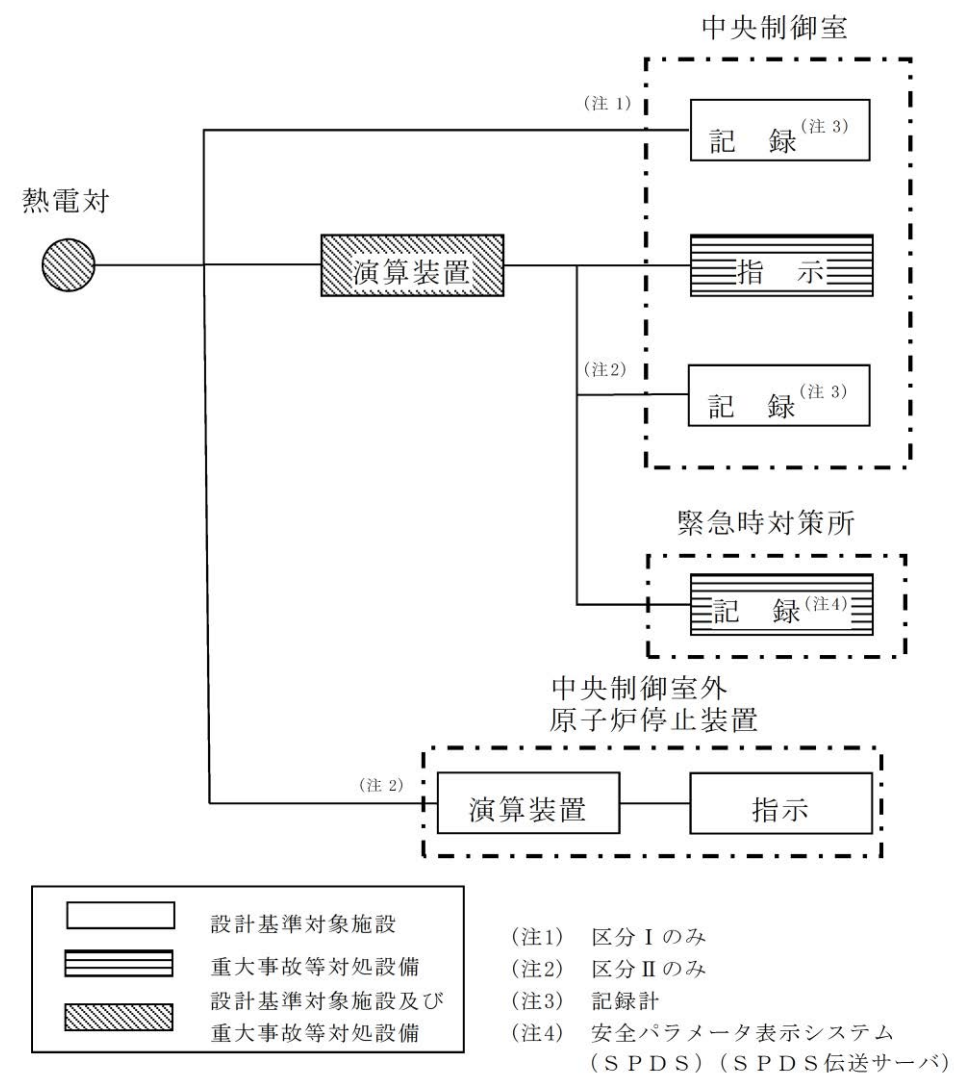 中央制御室
(注 1)
記 録(注 3)
熱電対
演算装置
指 示
(注2)
記 録(注 3)
緊急時対策所
記 録(注4)
中央制御室外
原子炉停止装置
(注 2)
演算装置
指示
設計基準対象施設
重大事故等対処設備
設計基準対象施設及び
重大事故等対処設備
(注1) 区分Ⅰのみ
(注2) 区分Ⅱのみ
(注3) 記録計
(注4) 安全パラメータ表示システム
(SPDS)(SPDS伝送サーバ)